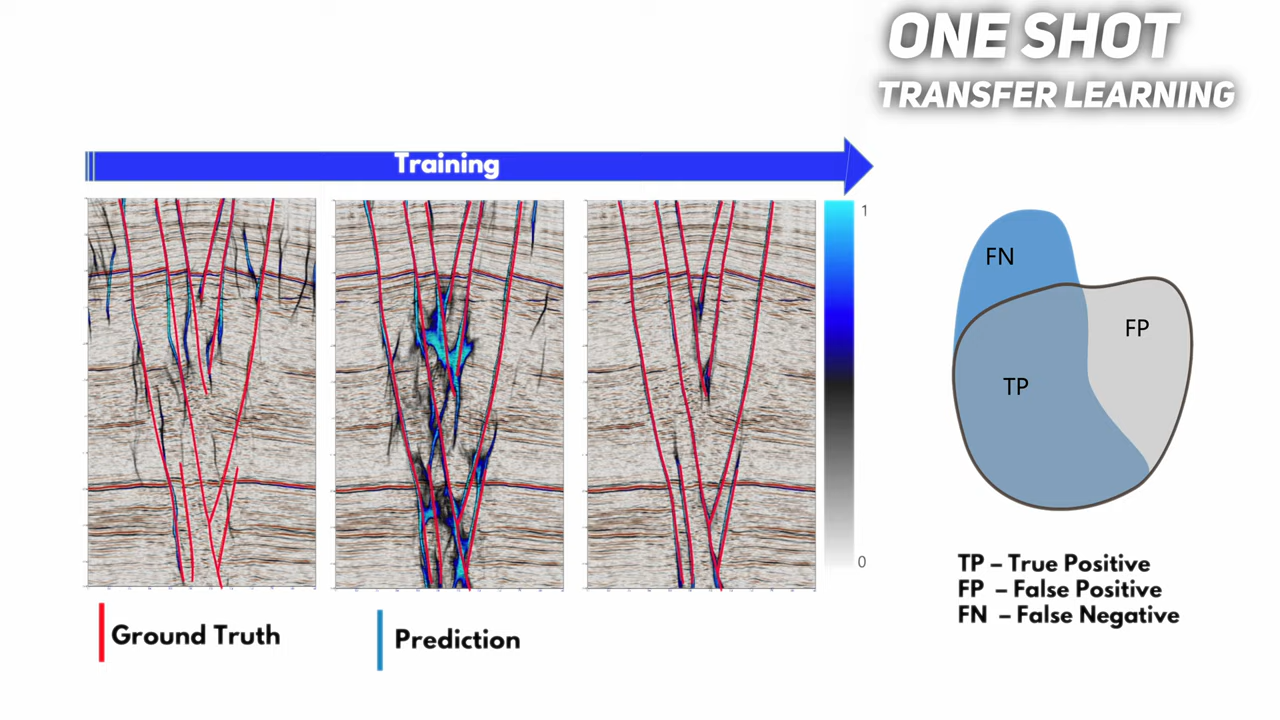 ONE SHOT
TRANSFER LEARNING
Training
1
0
FN
FP
TP
TP – True Positive
FP – False Positive
FN – False Negative
Ground Truth
Prediction